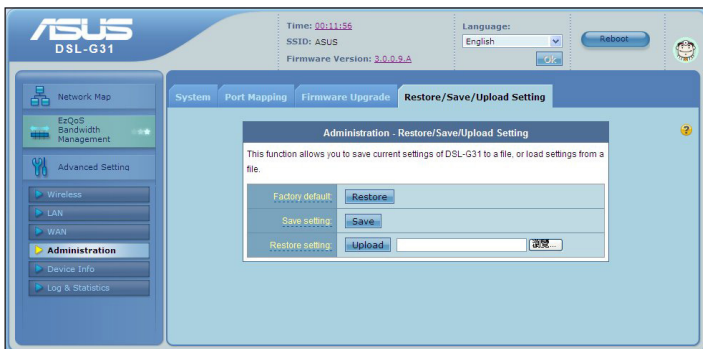 ASUS
DSL-G31
Time: 00:11:56
SSID: ASUS
Firmware Version: 3.0.0.9.A
Language:
English
Ok
Reboot
Network Map
EzQoS
Bandwidth
Management
Advanced Setting
Wireless
LAN
WAN
Administration
Device Info
Log & Statistics
System
Port Mapping
Firmware Upgrade
Restore/Save/Upload Setting
Administration - Restore/Save/Upload Setting
This function allows you to save current settings of DSL-G31 to a file, or load settings from a
file.
Factory default:
Restore
Save setting:
Save
Restore setting:
Upload
瀏覽...
?